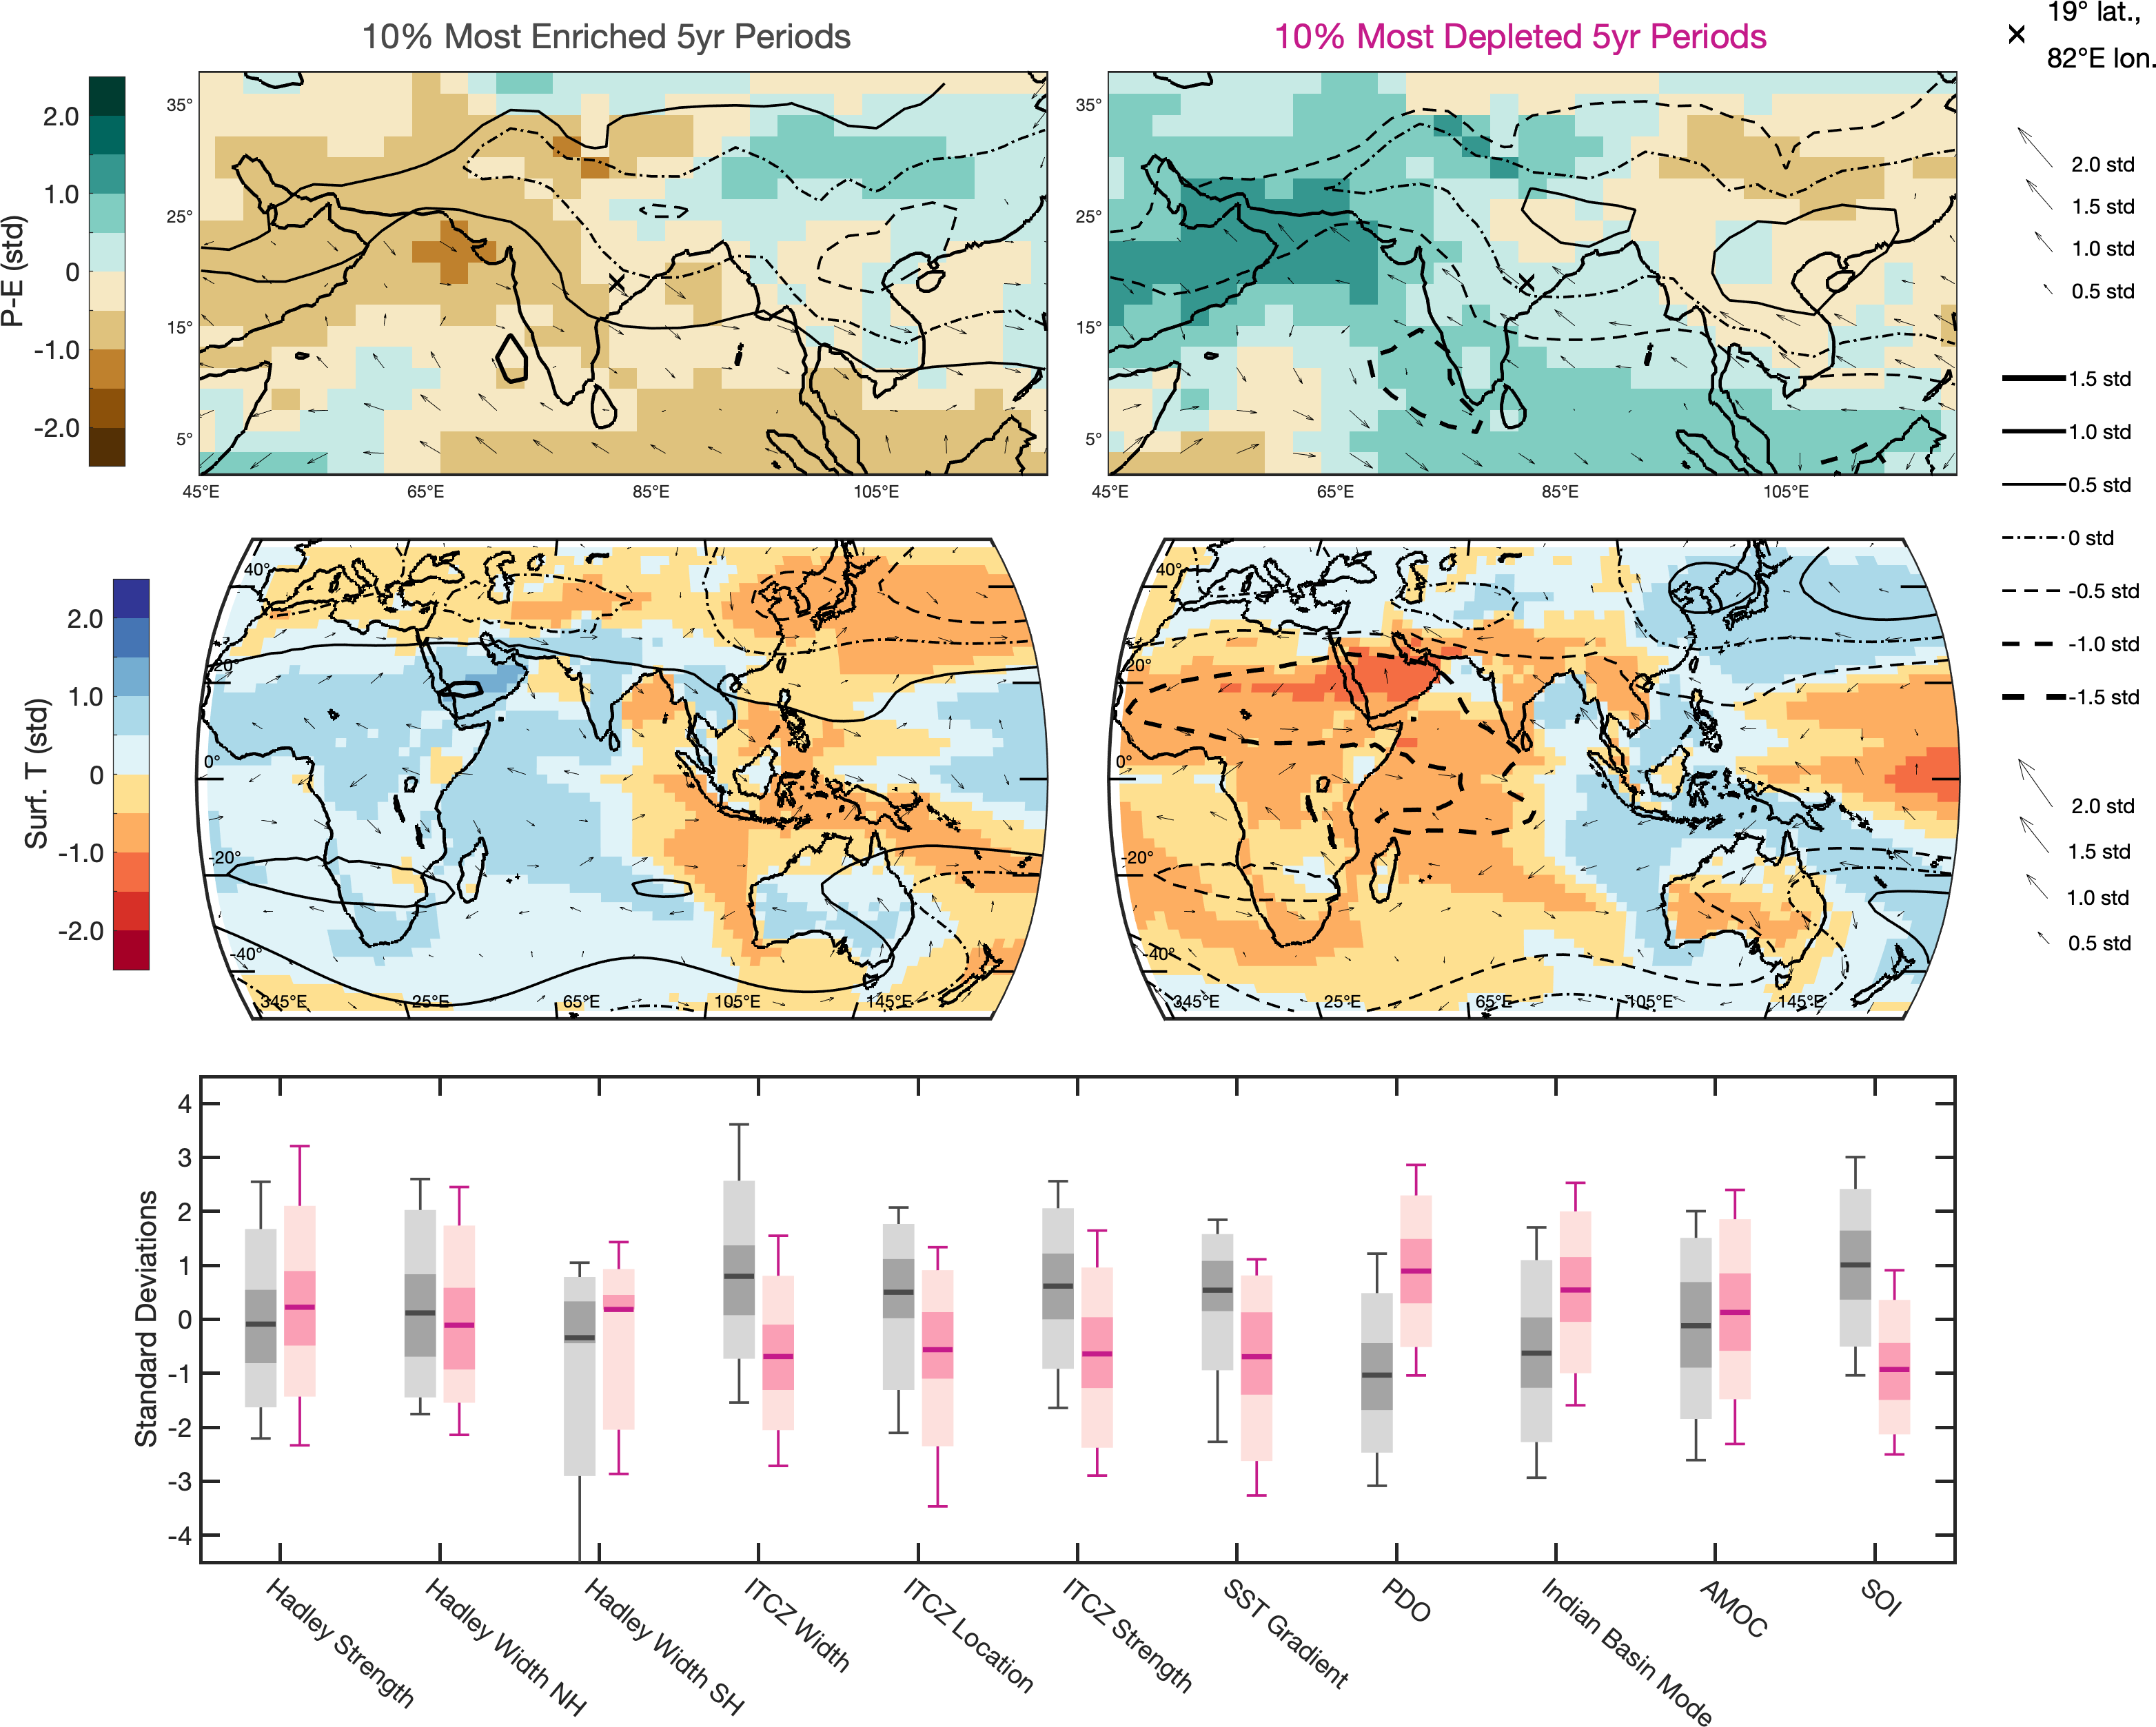 10% Most Enriched 5yr Periods
10% Most Depleted 5yr Periods
19° lat.,
82°E lon.
P-E (std)
2.0
1.0
0
-1.0
-2.0
35°
25°
15°
5°
45°E
65°E
85°E
105°E
35°
25°
15°
5°
45°E
65°E
85°E
105°E
2.0 std
1.5 std
1.0 std
0.5 std
1.5 std
1.0 std
0.5 std
0 std
-0.5 std
-1.0 std
-1.5 std
Surf. T (std)
2.0
1.0
0
-1.0
-2.0
40°
20°
0°
-20°
-40°
345°E
25°E
65°E
105°E
145°E
40°
20°
0°
-20°
-40°
345°E
25°E
65°E
105°E
145°E
2.0 std
1.5 std
1.0 std
0.5 std
Standard Deviations
4
3
2
1
0
-1
-2
-3
-4
Hadley Strength
Hadley Width NH
Hadley Width SH
ITCZ Width
ITCZ Location
ITCZ Strength
SST Gradient
PDO
Indian Basin Mode
AMOC
SOI